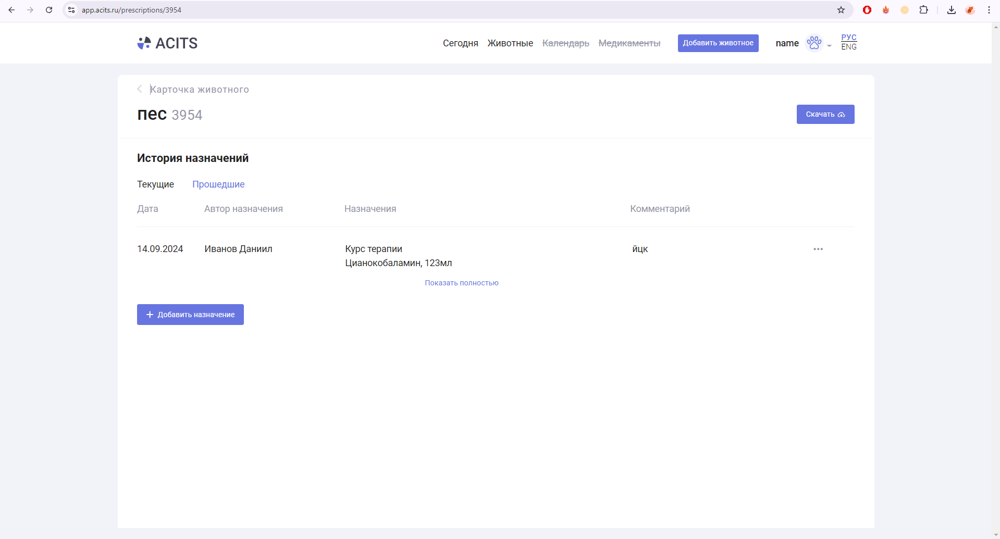 app.acits.ru/prescriptions/3954
ACITS
Сегодня Животные Календарь Медикаменты Добавить животное name РУС
ENG
Карточка животного
пес 3954
Скачать
История назначений
Текущие Прошедшие
Дата Автор назначения Назначения Комментарий
14.09.2024 Иванов Даниил Курс терапии йцк
Цианокобаламин, 123мл
Показать полностью
Добавить назначение